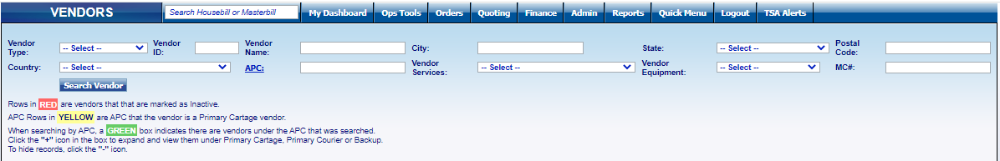 VENDORS Search Housebill or Masterbill My Dashboard Ops Tools Orders Quoting Finance Admin Reports Quick Menu Logout TSA Alerts
Vendor Type: -- Select -- Vendor ID: Vendor Name: City: State: -- Select -- Postal Code:
Country: -- Select -- APC: Vendor Services: -- Select -- Vendor Equipment: -- Select -- MC#:
Search Vendor
Rows in RED are vendors that that are marked as Inactive.
APC Rows in YELLOW are APC that the vendor is a Primary Cartage vendor.
When searching by APC, a GREEN box indicates there are vendors under the APC that was searched.
Click the "+" icon in the box to expand and view them under Primary Cartage, Primary Courier or Backup.
To hide records, click the "-" icon.